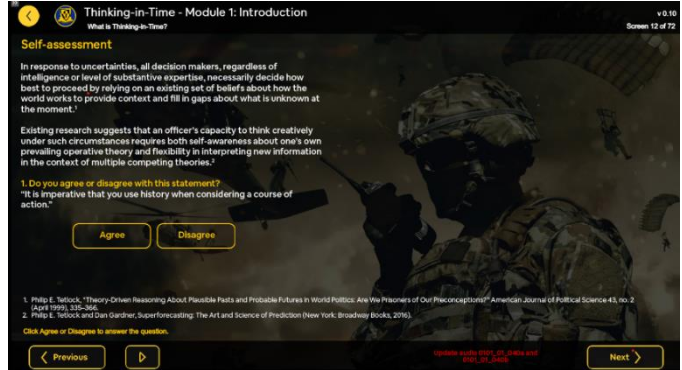 Thinking-in-Time - Module 1: Introduction
v 0.10
What is Thinking-in-Time?
Screen 12 of 72
Self-assessment
In response to uncertainties, all decision makers, regardless of
intelligence or level of substantive expertise, necessarily decide how
best to proceed by relying on an existing set of beliefs about how the
world works to provide context and fill in gaps about what is unknown at
the moment.¹
Existing research suggests that an officer's capacity to think creatively
under such circumstances requires both self-awareness about one's own
prevailing operative theory and flexibility in interpreting new information
in the context of multiple competing theories.²
1. Do you agree or disagree with this statement?
"It is imperative that you use history when considering a course of
action."
Agree
Disagree
1. Philip E. Tetlock, "Theory-Driven Reasoning About Plausible Pasts and Probable Futures in World Politics: Are We Prisoners of Our Preconceptions?" American Journal of Political Science 43, no. 2
(April 1999), 335–366.
2. Philip E. Tetlock and Dan Gardner, Superforecasting: The Art and Science of Prediction (New York: Broadway Books, 2016).
Click Agree or Disagree to answer the question.
Previous
Update audio 0101_01_040a and
0101_01_040b
Next